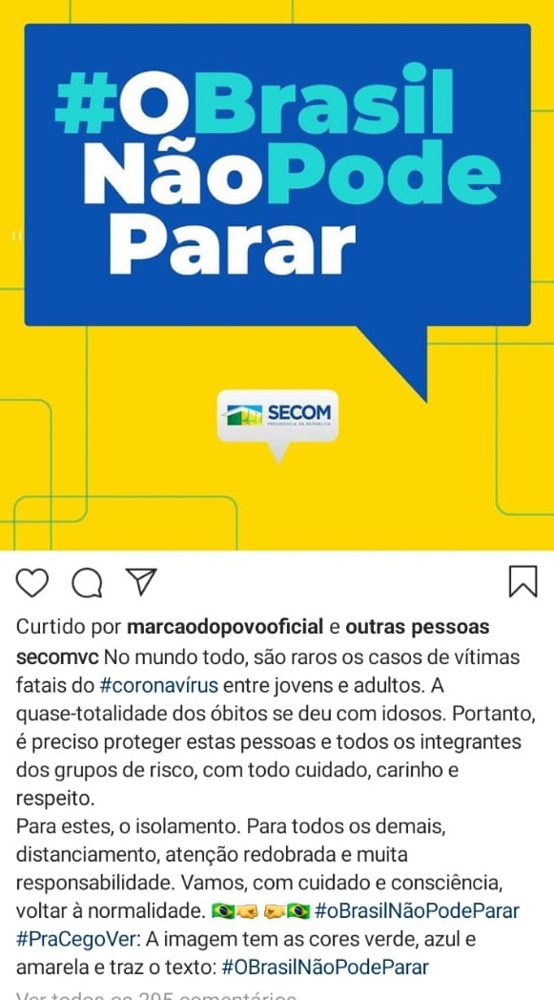 #OBrasil
NãoPode
Parar
SECOM
PRESIDÊNCIA DA REPÚBLICA
Curtido por marcaodopovooficial e outras pessoas
secomvc No mundo todo, são raros os casos de vítimas
fatais do #coronavírus entre jovens e adultos. A
quase-totalidade dos óbitos se deu com idosos. Portanto,
é preciso proteger estas pessoas e todos os integrantes
dos grupos de risco, com todo cuidado, carinho e
respeito.
Para estes, o isolamento. Para todos os demais,
distanciamento, atenção redobrada e muita
responsabilidade. Vamos, com cuidado e consciência,
voltar à normalidade. 🇧🇷🤜 🤛🇧🇷 #oBrasilNãoPodeParar
#PraCegoVer: A imagem tem as cores verde, azul e
amarela e traz o texto: #OBrasilNãoPodeParar
Ver todos os 295 comentários